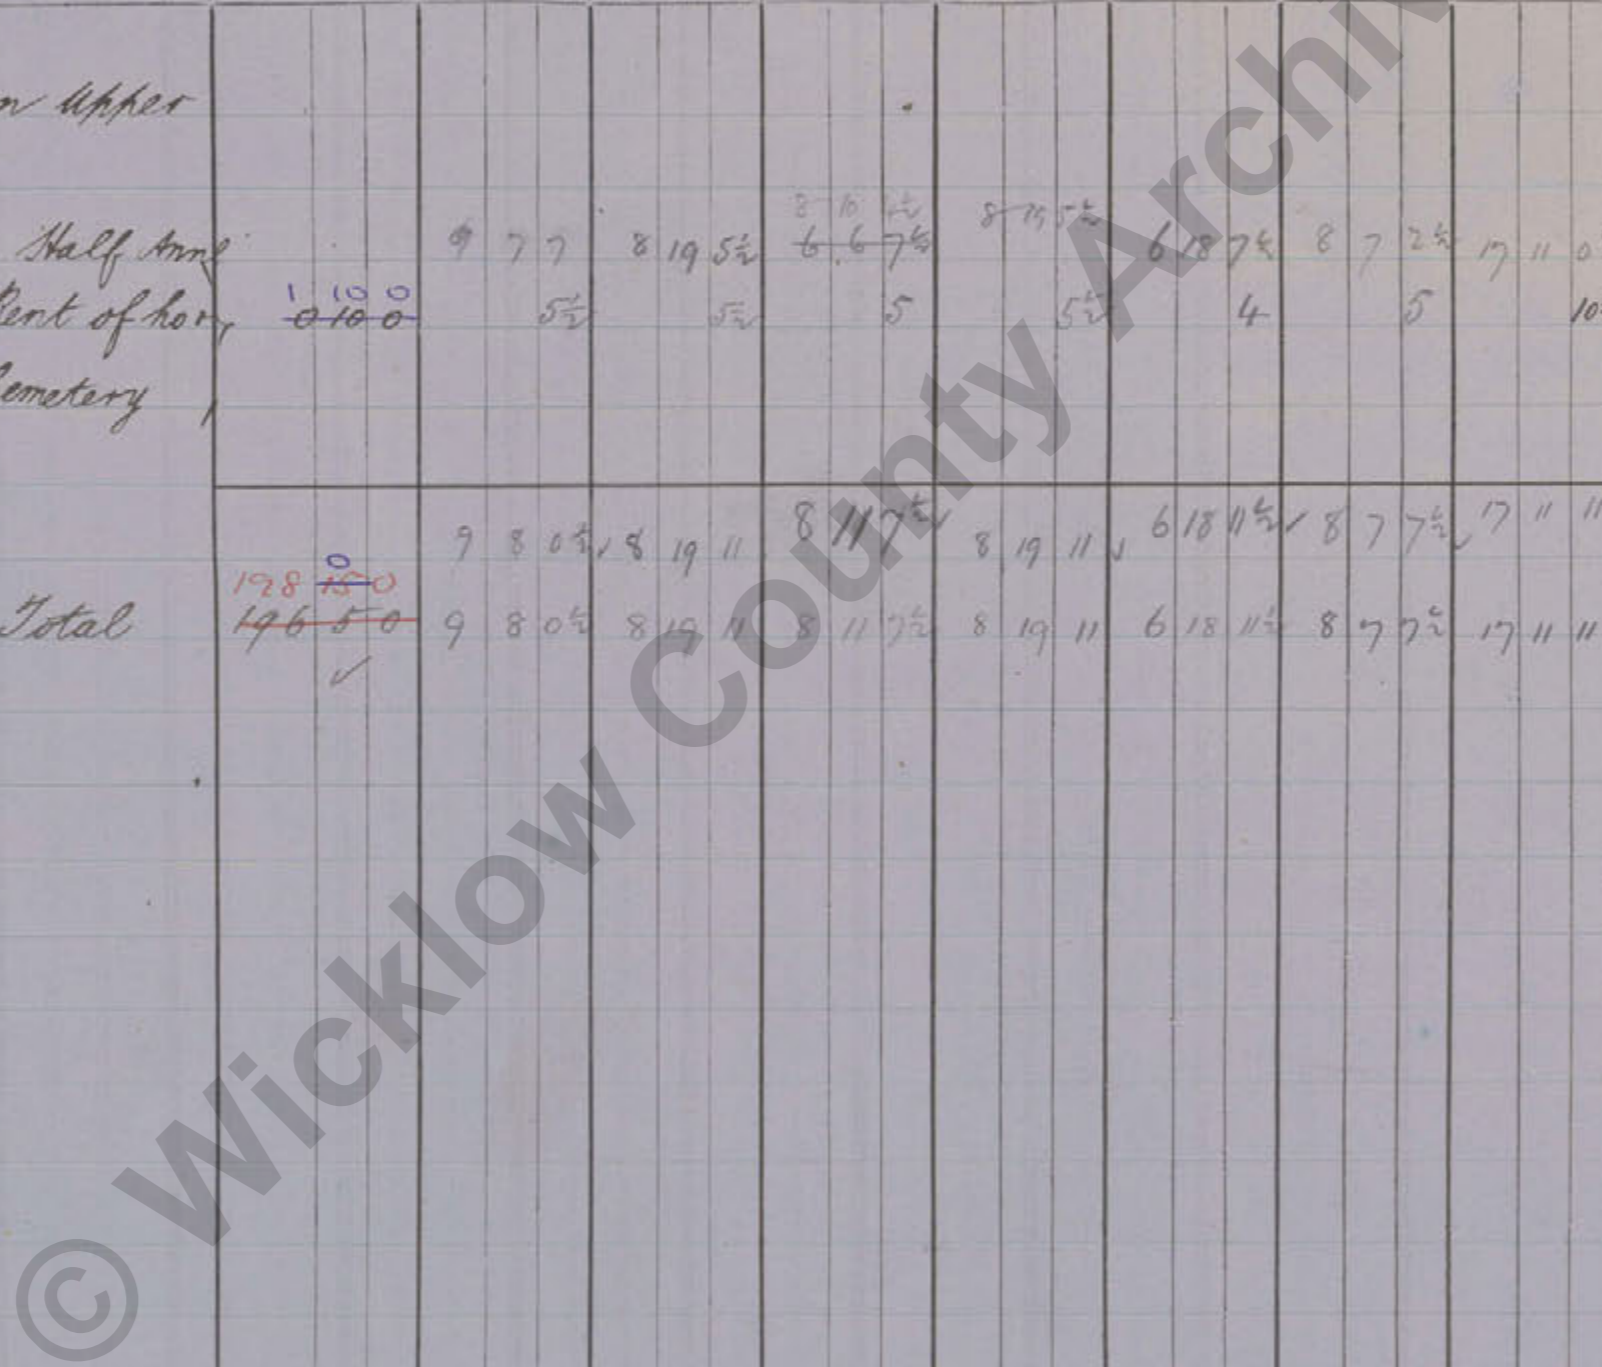 n Upper
8 10
Half Ann 9 7 7 8 19 5½ 6 6 7½ 8 19 5½ 6 18 7½ 8 7 2½ 17 11 0
1 10 0
Rent of hor 0 10 0 5½ 5½ 5 5½ 4 5 10
Cemetery
9 8 0½ ✓ 8 19 11 8 11 7½ ✓ 8 19 11 ✓ 6 18 11½ ✓ 8 7 7½ ✓ 17 11 11
0
198 15 0
Total 196 5 0 9 8 0½ 8 19 11 8 11 7½ 8 19 11 6 18 11½ 8 7 7½ 17 11 11
✓
© Wicklow County Archiv